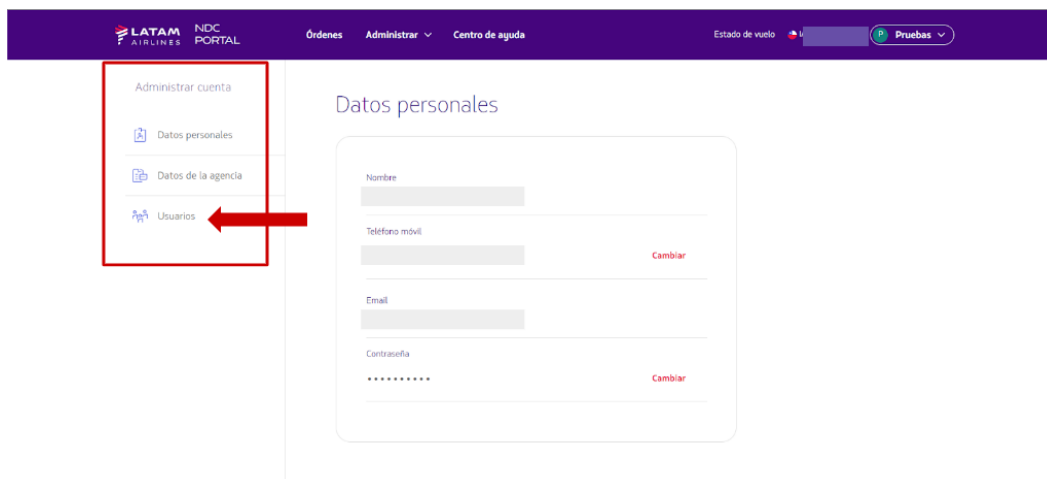 LATAM AIRLINES NDC PORTAL
Órdenes Administrar Centro de ayuda Estado de vuelo P Pruebas
Administrar cuenta
Datos personales
Datos de la agencia
Usuarios
Datos personales
Nombre
Teléfono móvil
Cambiar
Email
Contraseña
•••••••••• Cambiar